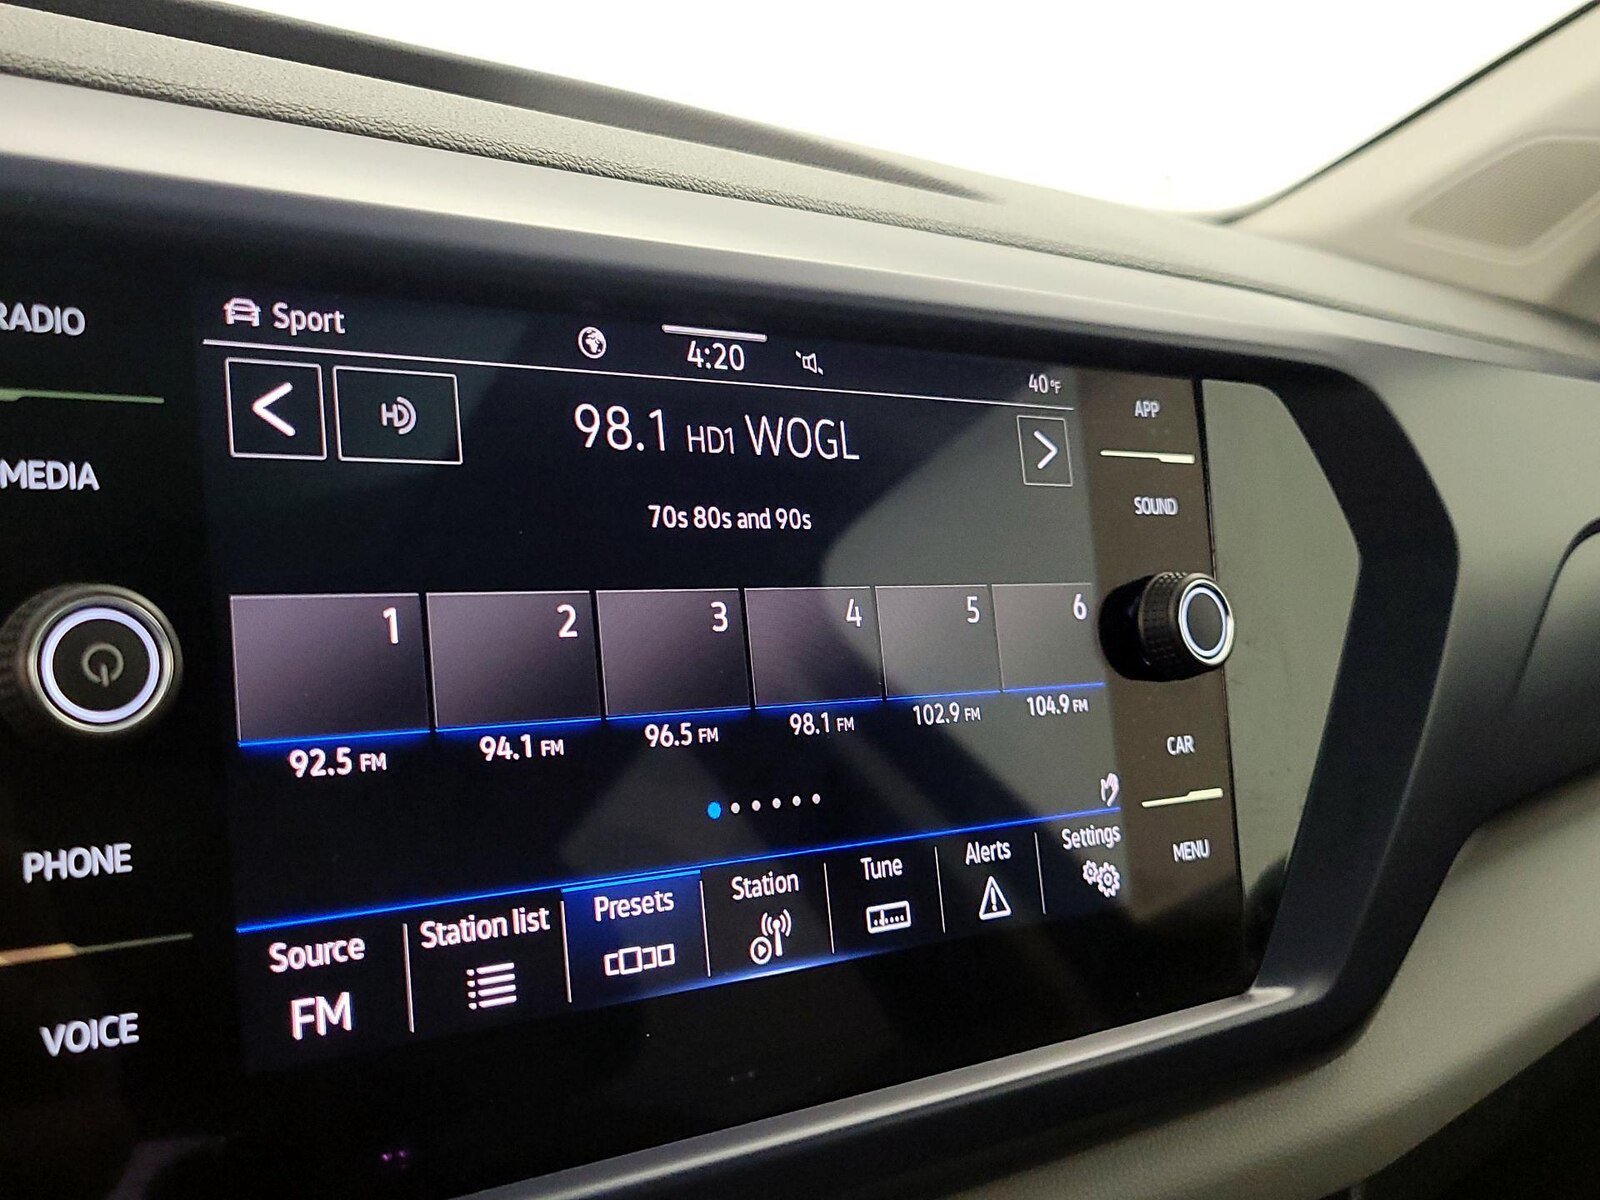 RADIO
MEDIA
PHONE
VOICE
Sport
4:20
40°F
HD
98.1 HD1 WOGL
70s 80s and 90s
1 2 3 4 5 6
92.5 FM 94.1 FM 96.5 FM 98.1 FM 102.9 FM 104.9 FM
Source Station list Presets Station Tune Alerts Settings
FM
APP
SOUND
CAR
MENU